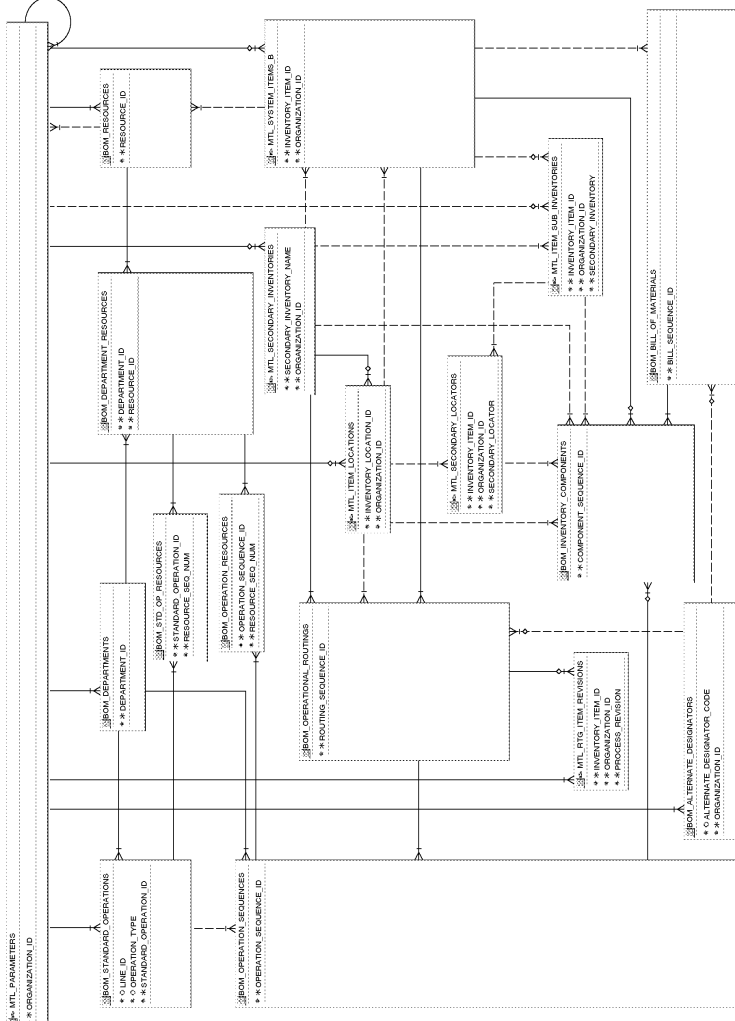 MTL_PARAMETERS
* ORGANIZATION_ID
BOM_STANDARD_OPERATIONS
* ◇ LINE_ID
* ◇ OPERATION_TYPE
* * STANDARD_OPERATION_ID
BOM_OPERATION_SEQUENCES
* * OPERATION_SEQUENCE_ID
BOM_DEPARTMENTS
* * DEPARTMENT_ID
BOM_STD_OP_RESOURCES
* * STANDARD_OPERATION_ID
* * RESOURCE_SEQ_NUM
BOM_OPERATION_RESOURCES
* * OPERATION_SEQUENCE_ID
* * RESOURCE_SEQ_NUM
BOM_OPERATIONAL_ROUTINGS
* * ROUTING_SEQUENCE_ID
MTL_RTG_ITEM_REVISIONS
* * INVENTORY_ITEM_ID
* * ORGANIZATION_ID
* * PROCESS_REVISION
BOM_ALTERNATE_DESIGNATORS
* ◇ ALTERNATE_DESIGNATOR_CODE
* * ORGANIZATION_ID
BOM_DEPARTMENT_RESOURCES
* * DEPARTMENT_ID
* * RESOURCE_ID
MTL_SECONDARY_INVENTORIES
* * SECONDARY_INVENTORY_NAME
* * ORGANIZATION_ID
MTL_ITEM_LOCATIONS
* * INVENTORY_LOCATION_ID
* * ORGANIZATION_ID
MTL_SECONDARY_LOCATORS
* * INVENTORY_ITEM_ID
* * ORGANIZATION_ID
* * SECONDARY_LOCATOR
BOM_INVENTORY_COMPONENTS
* * COMPONENT_SEQUENCE_ID
BOM_RESOURCES
* * RESOURCE_ID
MTL_SYSTEM_ITEMS_B
* * INVENTORY_ITEM_ID
* * ORGANIZATION_ID
MTL_ITEM_SUB_INVENTORIES
* * INVENTORY_ITEM_ID
* * ORGANIZATION_ID
* * SECONDARY_INVENTORY
BOM_BILL_OF_MATERIALS
* * BILL_SEQUENCE_ID